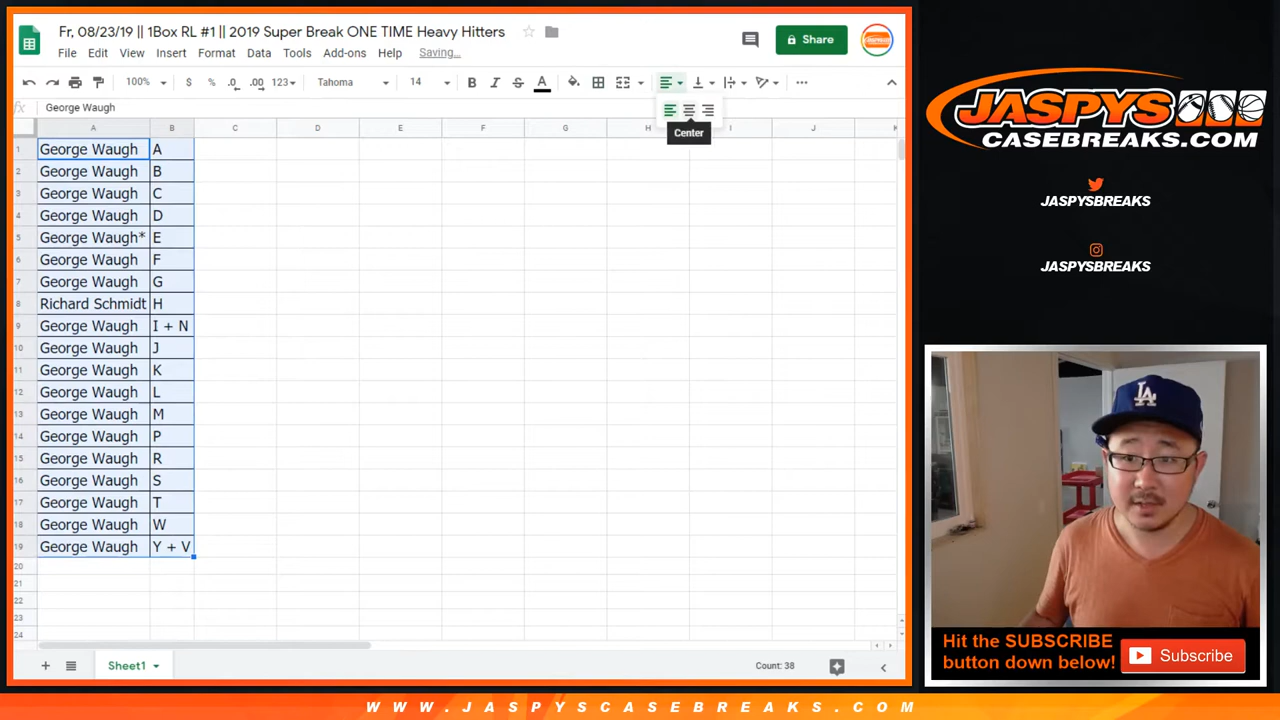 Fr, 08/23/19 || 1Box RL #1 || 2019 Super Break ONE TIME Heavy Hitters
File Edit View Insert Format Data Tools Add-ons Help Saving...
Share
100% $ % .0 .00 123 Tahoma 14 B I S A
fx George Waugh
Center
A B C D E F G H I J K
1 George Waugh A
2 George Waugh B
3 George Waugh C
4 George Waugh D
5 George Waugh* E
6 George Waugh F
7 George Waugh G
8 Richard Schmidt H
9 George Waugh I + N
10 George Waugh J
11 George Waugh K
12 George Waugh L
13 George Waugh M
14 George Waugh P
15 George Waugh R
16 George Waugh S
17 George Waugh T
18 George Waugh W
19 George Waugh Y + V
20
21
22
23
24
Sheet1
Count: 38
JASPYS
CASEBREAKS.COM
JASPYSBREAKS
JASPYSBREAKS
LA
Hit the SUBSCRIBE
button down below!
Subscribe
WWW.JASPYSCASEBREAKS.COM